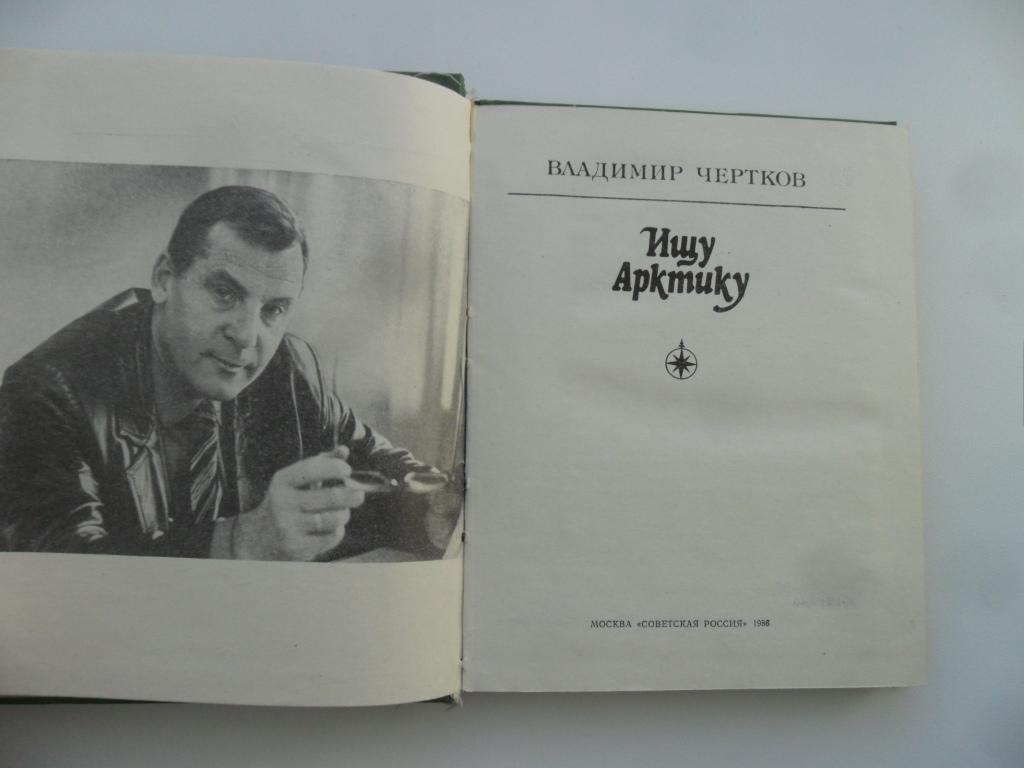 ВЛАДИМИР ЧЕРТКОВ
Ищу
Арктику
МОСКВА «СОВЕТСКАЯ РОССИЯ» 1986